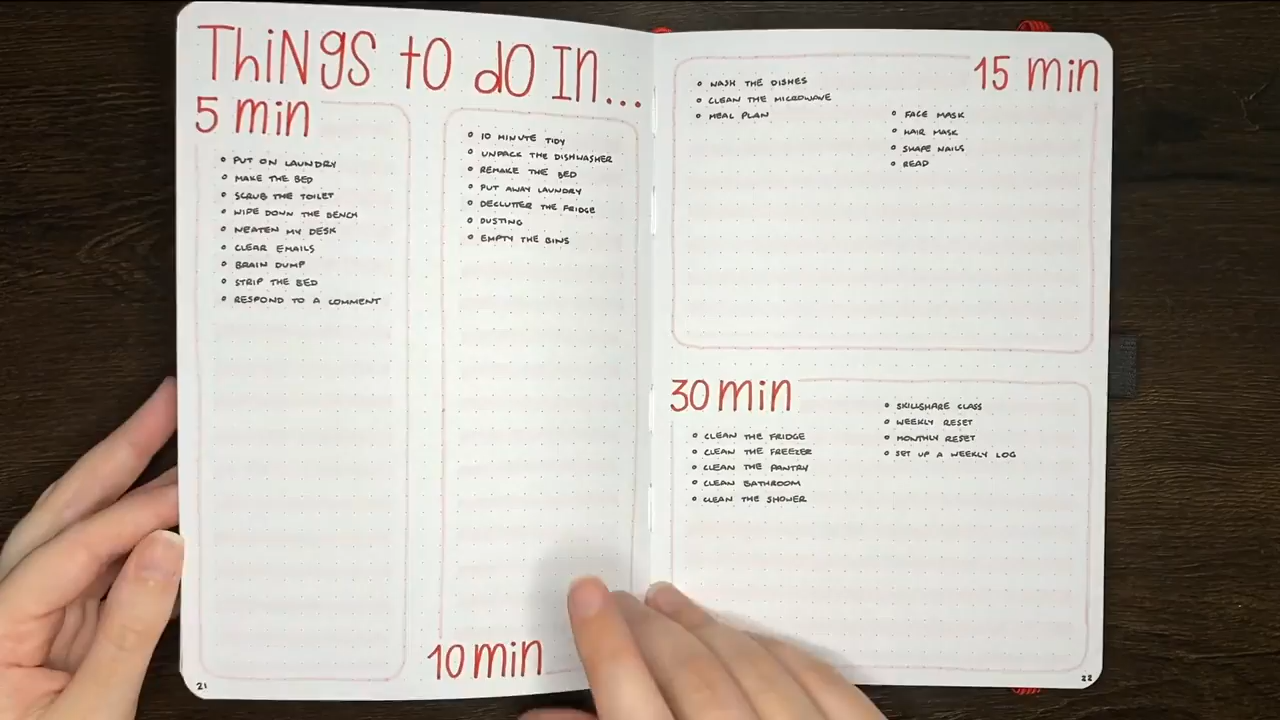 ThiNgS to do In...
5 min
PUT ON LAUNDRY
MAKE THE BED
SCRUB THE TOILET
WIPE DOWN THE BENCH
NEATEN MY DESK
CLEAR EMAILS
BRAIN DUMP
STRIP THE BED
RESPOND TO A COMMENT
10 MINUTE TIDY
UNPACK THE DISHWASHER
REMAKE THE BED
PUT AWAY LAUNDRY
DECLUTTER THE FRIDGE
DUSTING
EMPTY THE BINS
10 min
21
15 min
WASH THE DISHES
CLEAN THE MICROWAVE
MEAL PLAN
FACE MASK
HAIR MASK
SHAPE NAILS
READ
30 min
CLEAN THE FRIDGE
CLEAN THE FREEZER
CLEAN THE PANTRY
CLEAN BATHROOM
CLEAN THE SHOWER
SKILLSHARE CLASS
WEEKLY RESET
MONTHLY RESET
SET UP A WEEKLY LOG
22